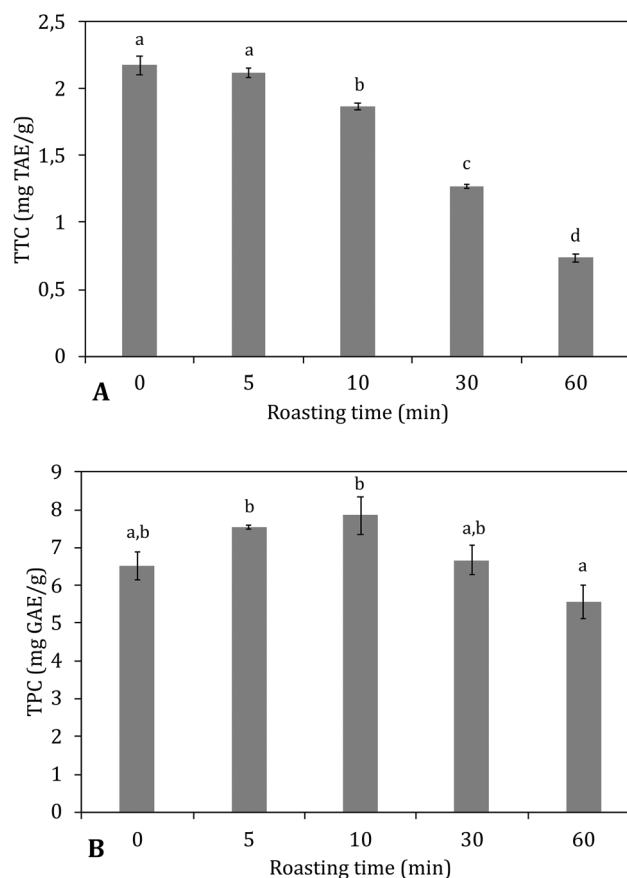 2,5
2
1,5
1
0,5
0
TTC (mg TAE/g)
a
a
b
c
d
0 5 10 30 60
A
Roasting time (min)
9
8
7
6
5
4
3
2
1
0
TPC (mg GAE/g)
a,b
b
b
a,b
a
0 5 10 30 60
B
Roasting time (min)